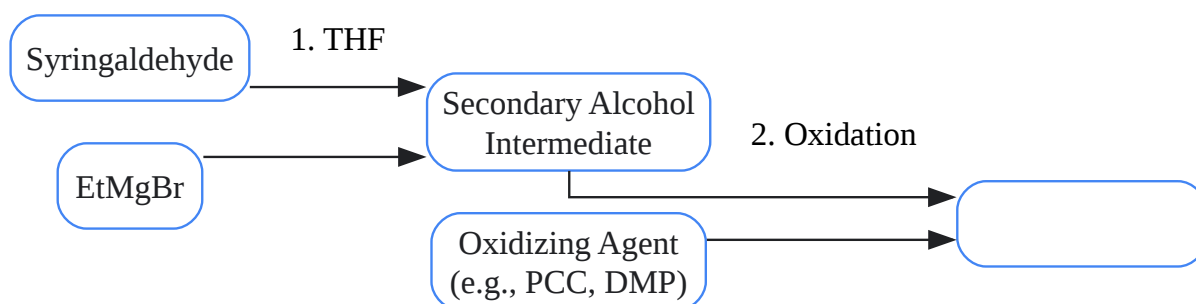 Syringaldehyde
1. THF
EtMgBr
Secondary Alcohol
Intermediate
2. Oxidation
Oxidizing Agent
(e.g., PCC, DMP)